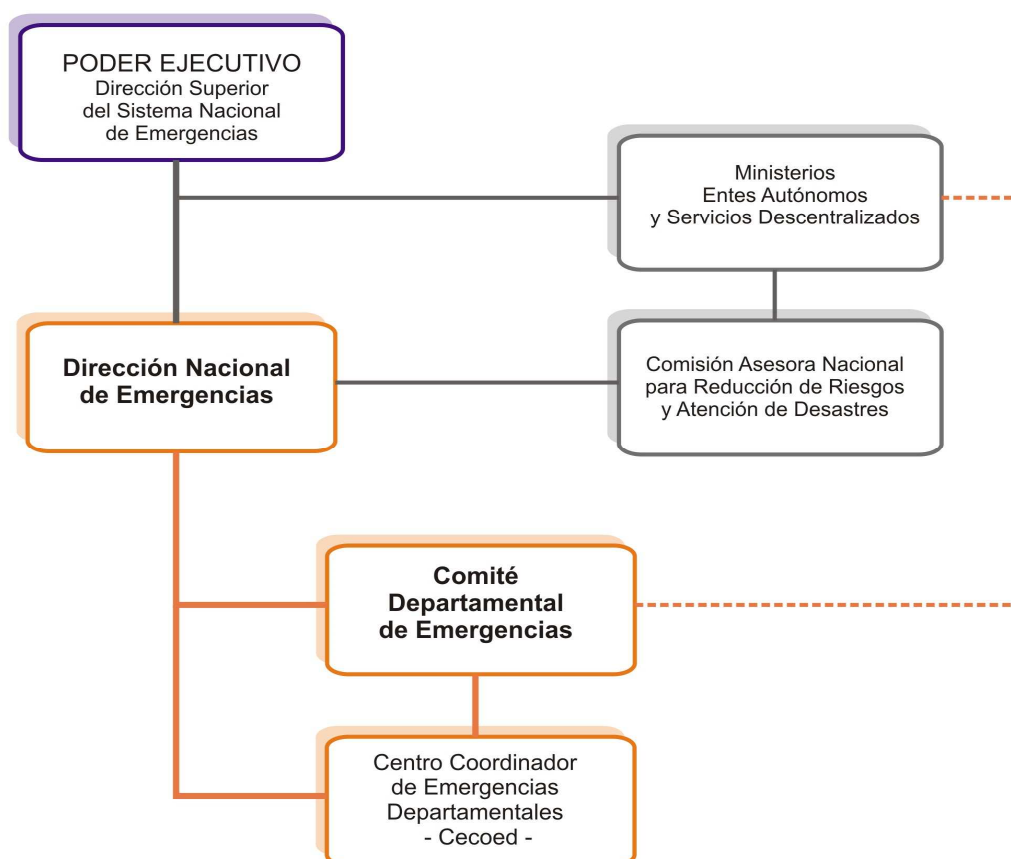 PODER EJECUTIVO
Dirección Superior
del Sistema Nacional
de Emergencias
Ministerios
Entes Autónomos
y Servicios Descentralizados
Dirección Nacional
de Emergencias
Comisión Asesora Nacional
para Reducción de Riesgos
y Atención de Desastres
Comité
Departamental
de Emergencias
Centro Coordinador
de Emergencias
Departamentales
- Cecoed -